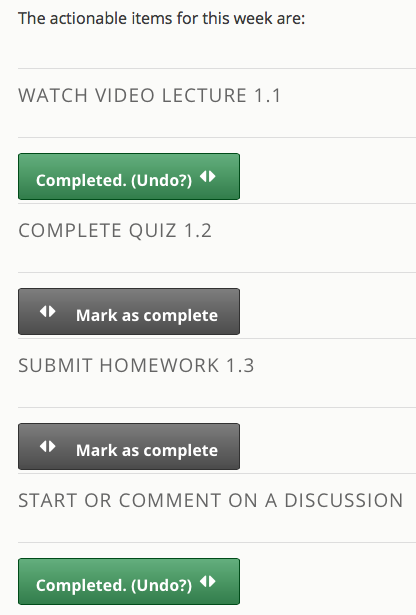 The actionable items for this week are:
WATCH VIDEO LECTURE 1.1
Completed. (Undo?)
COMPLETE QUIZ 1.2
Mark as complete
SUBMIT HOMEWORK 1.3
Mark as complete
START OR COMMENT ON A DISCUSSION
Completed. (Undo?)